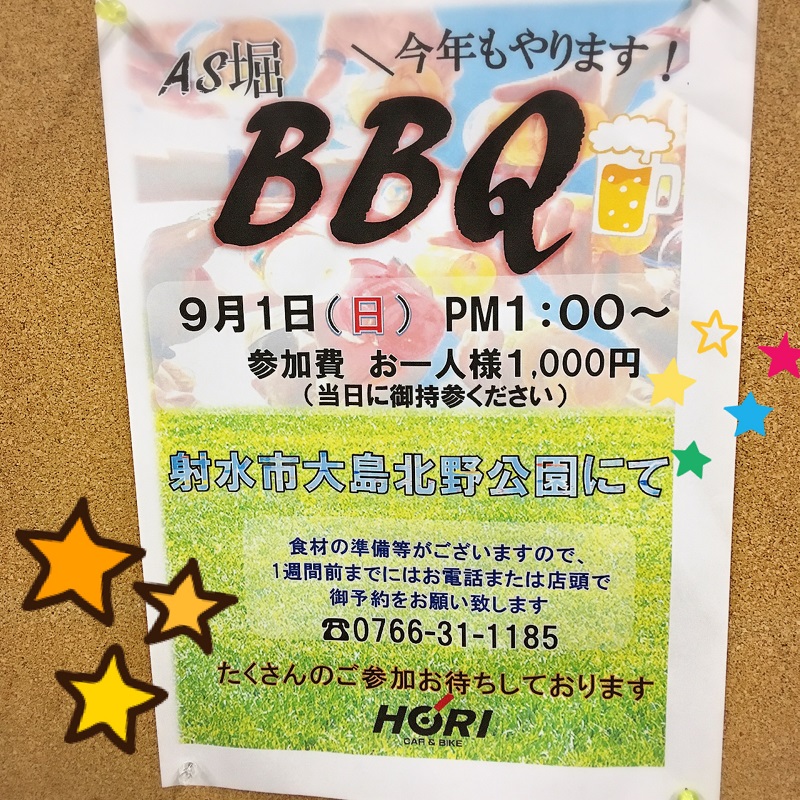 AS堀
＼今年もやります！
BBQ
9月1日(日) PM1:00～
参加費 お一人様1,000円
(当日に御持参ください)
射水市大島北野公園にて
食材の準備等がございますので、
1週間前までにはお電話または店頭で
御予約をお願い致します
☎0766-31-1185
たくさんのご参加お待ちしております
HORI
CAR & BIKE